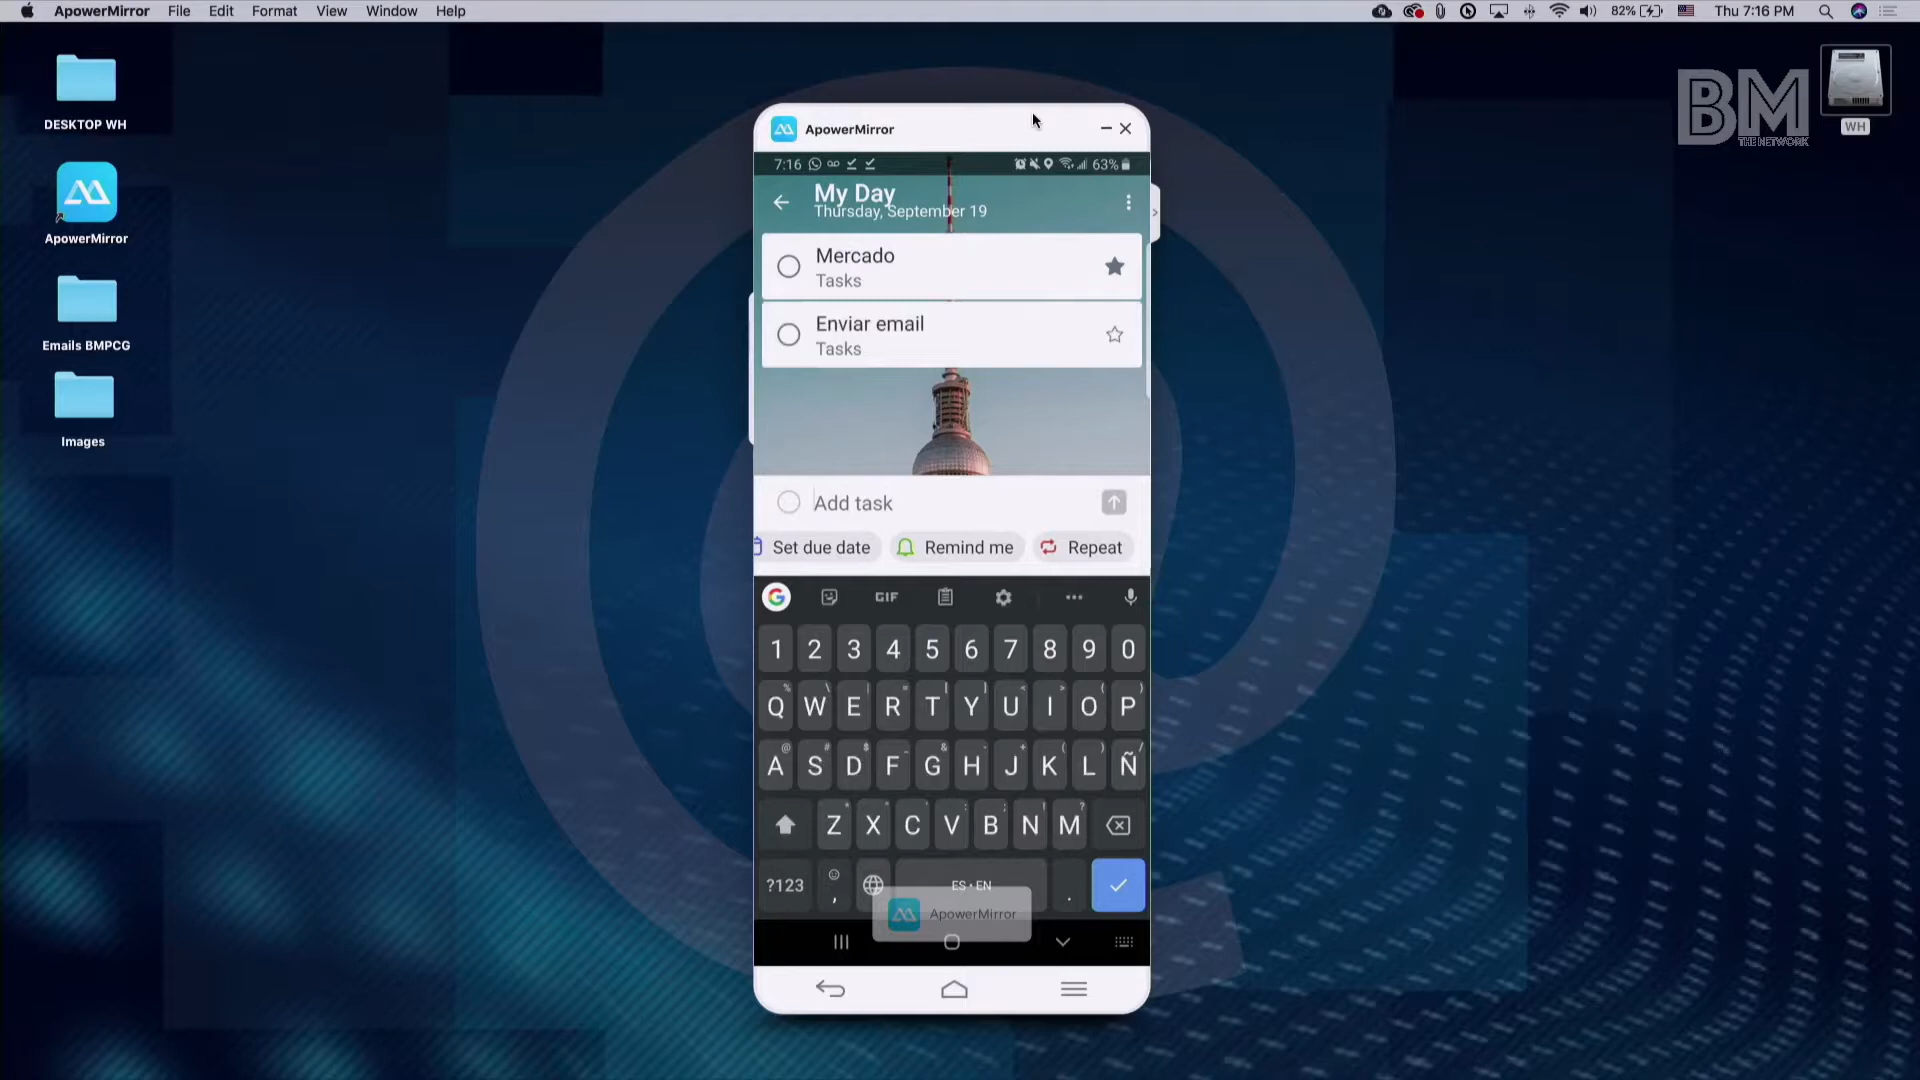 ApowerMirror File Edit Format View Window Help
82% Thu 7:16 PM
DESKTOP WH
ApowerMirror
Emails BMPCG
Images
BM
THE NETWORK
WH
ApowerMirror
7:16
63%
My Day
Thursday, September 19
Mercado
Tasks
Enviar email
Tasks
Add task
Set due date Remind me Repeat
G GIF
1 2 3 4 5 6 7 8 9 0
Q W E R T Y U I O P
A S D F G H J K L Ñ
Z X C V B N M
?123 , ES • EN .
ApowerMirror